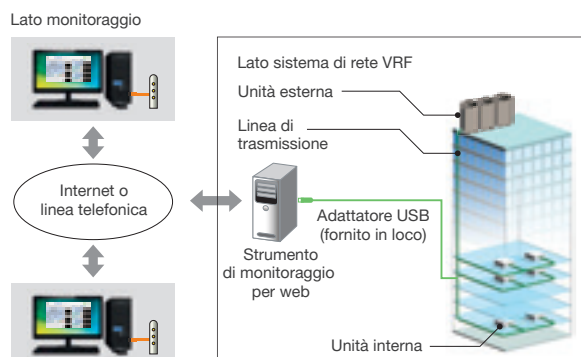 Lato monitoraggio
Internet o
linea telefonica
Lato sistema di rete VRF
Unità esterna
Linea di
trasmissione
Adattatore USB
(fornito in loco)
Strumento
di monitoraggio
per web
Unità interna